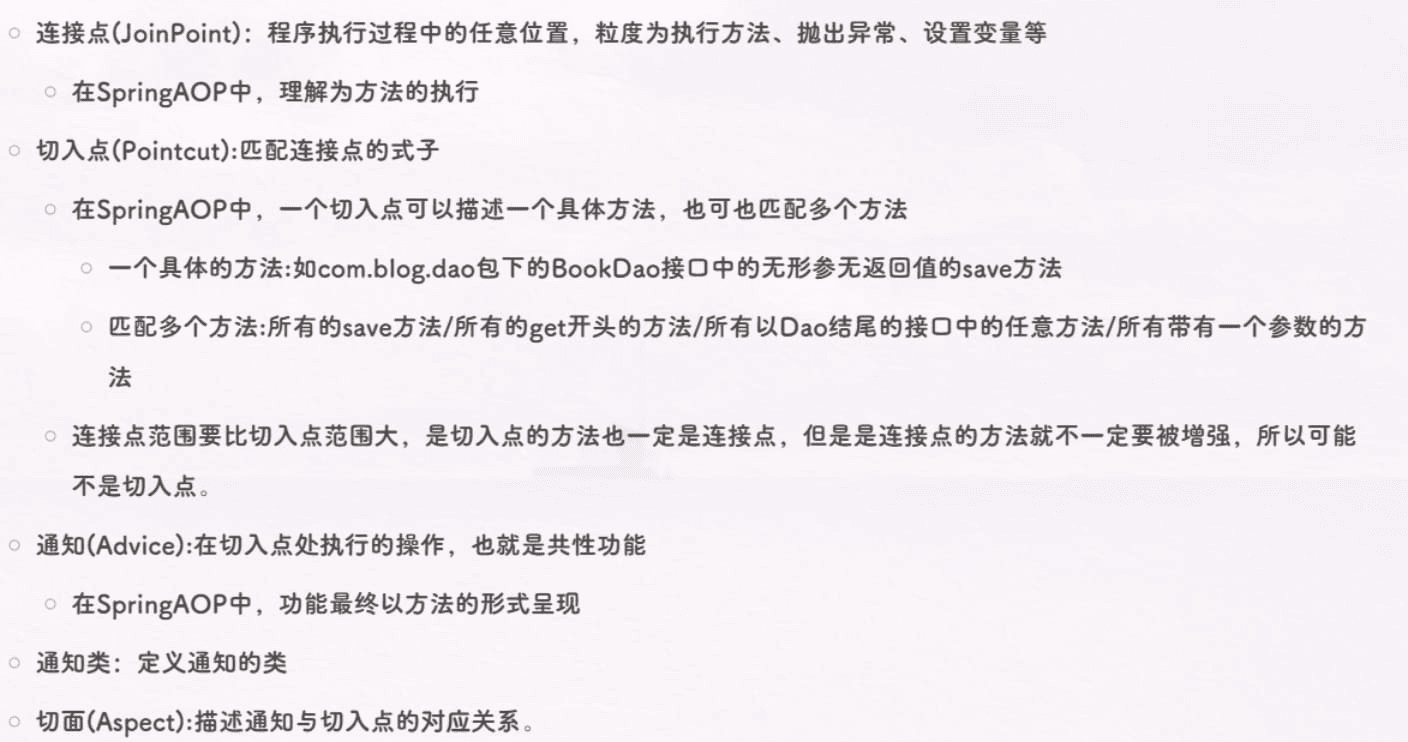 连接点(JoinPoint)：程序执行过程中的任意位置，粒度为执行方法、抛出异常、设置变量等
在SpringAOP中，理解为方法的执行
切入点(Pointcut):匹配连接点的式子
在SpringAOP中，一个切入点可以描述一个具体方法，也可也匹配多个方法
一个具体的方法:如com.blog.dao包下的BookDao接口中的无形参无返回值的save方法
匹配多个方法:所有的save方法/所有的get开头的方法/所有以Dao结尾的接口中的任意方法/所有带有一个参数的方
法
连接点范围要比切入点范围大，是切入点的方法也一定是连接点，但是是连接点的方法就不一定要被增强，所以可能
不是切入点。
通知(Advice):在切入点处执行的操作，也就是共性功能
在SpringAOP中，功能最终以方法的形式呈现
通知类：定义通知的类
切面(Aspect):描述通知与切入点的对应关系。